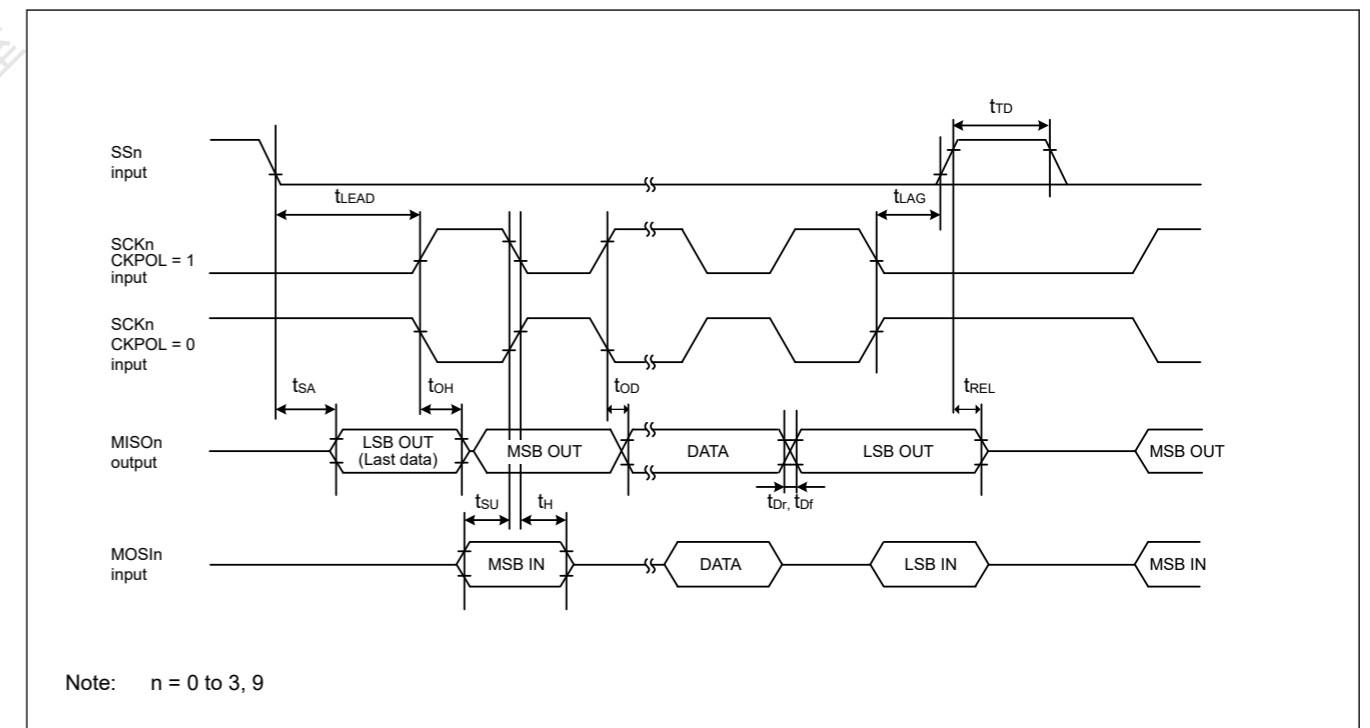 tTD
SSn
input
tLEAD
tLAG
SCKn
CKPOL = 1
input
SCKn
CKPOL = 0
input
tSA
tOH
tOD
tREL
MISOn
output
LSB OUT
(Last data)
MSB OUT
DATA
LSB OUT
MSB OUT
tSU
tH
tDr, tDf
MOSIn
input
MSB IN
DATA
LSB IN
MSB IN
Note: n = 0 to 3, 9